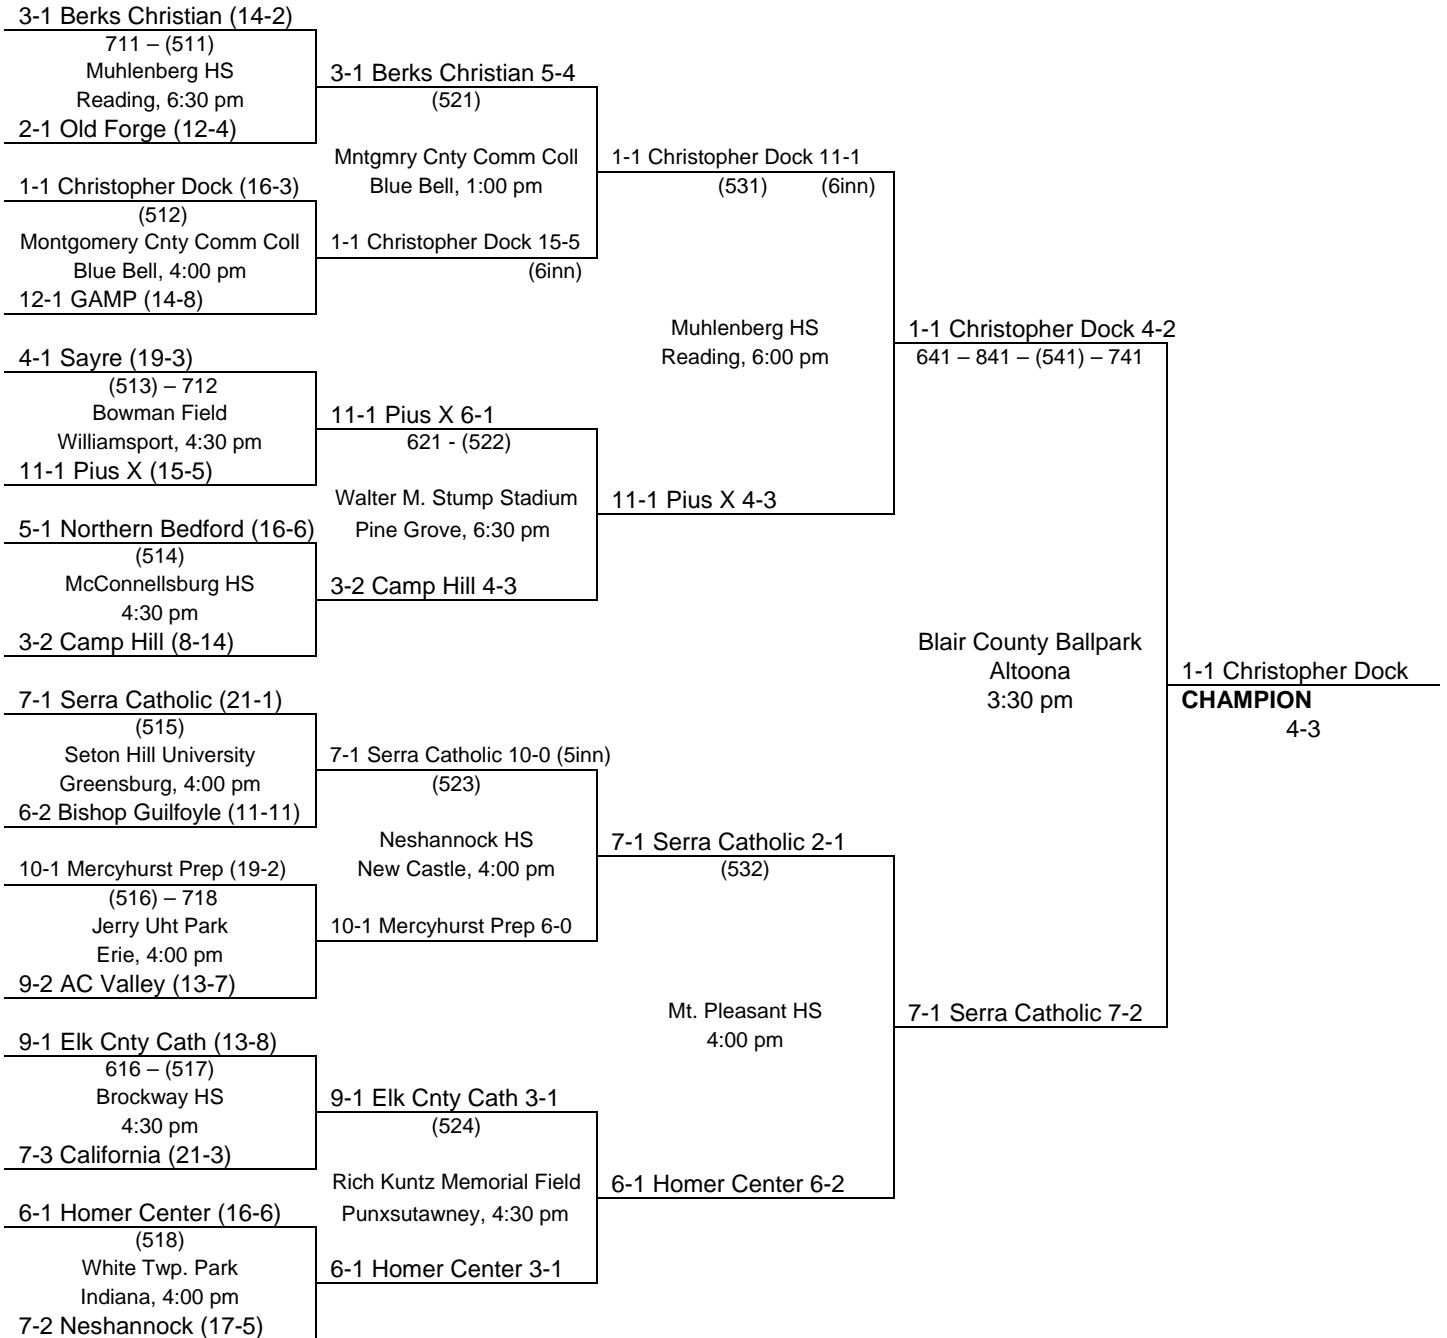 3-1 Berks Christian (14-2)
711 – (511)
Muhlenberg HS
Reading, 6:30 pm
2-1 Old Forge (12-4)
1-1 Christopher Dock (16-3)
(512)
Montgomery Cnty Comm Coll
Blue Bell, 4:00 pm
12-1 GAMP (14-8)
4-1 Sayre (19-3)
(513) – 712
Bowman Field
Williamsport, 4:30 pm
11-1 Pius X (15-5)
5-1 Northern Bedford (16-6)
(514)
McConnellsburg HS
4:30 pm
3-2 Camp Hill (8-14)
7-1 Serra Catholic (21-1)
(515)
Seton Hill University
Greensburg, 4:00 pm
6-2 Bishop Guilfoyle (11-11)
10-1 Mercyhurst Prep (19-2)
(516) – 718
Jerry Uht Park
Erie, 4:00 pm
9-2 AC Valley (13-7)
9-1 Elk Cnty Cath (13-8)
616 – (517)
Brockway HS
4:30 pm
7-3 California (21-3)
6-1 Homer Center (16-6)
(518)
White Twp. Park
Indiana, 4:00 pm
7-2 Neshannock (17-5)
3-1 Berks Christian 5-4
(521)
Mntgmry Cnty Comm Coll
Blue Bell, 1:00 pm
1-1 Christopher Dock 15-5
(6inn)
11-1 Pius X 6-1
621 - (522)
Walter M. Stump Stadium
Pine Grove, 6:30 pm
3-2 Camp Hill 4-3
7-1 Serra Catholic 10-0 (5inn)
(523)
Neshannock HS
New Castle, 4:00 pm
10-1 Mercyhurst Prep 6-0
9-1 Elk Cnty Cath 3-1
(524)
Rich Kuntz Memorial Field
Punxsutawney, 4:30 pm
6-1 Homer Center 3-1
1-1 Christopher Dock 11-1
(531) (6inn)
Muhlenberg HS
Reading, 6:00 pm
11-1 Pius X 4-3
7-1 Serra Catholic 2-1
(532)
Mt. Pleasant HS
4:00 pm
6-1 Homer Center 6-2
1-1 Christopher Dock 4-2
641 – 841 – (541) – 741
Blair County Ballpark
Altoona
3:30 pm
7-1 Serra Catholic 7-2
1-1 Christopher Dock
CHAMPION
4-3